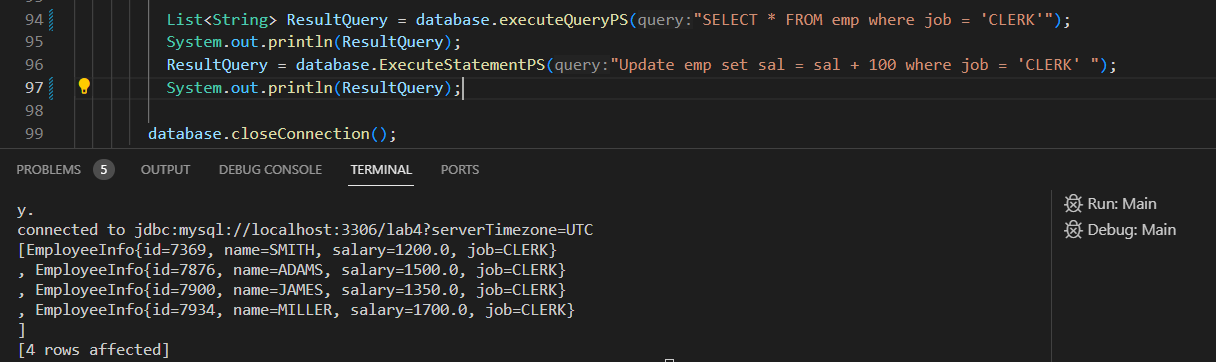 94 List<String> ResultQuery = database.executeQueryPS(query:"SELECT * FROM emp where job = 'CLERK'");
95 System.out.println(ResultQuery);
96 ResultQuery = database.ExecuteStatementPS(query:"Update emp set sal = sal + 100 where job = 'CLERK' ");
97 System.out.println(ResultQuery);
98
99 database.closeConnection();
PROBLEMS 5 OUTPUT DEBUG CONSOLE TERMINAL PORTS
y.
connected to jdbc:mysql://localhost:3306/lab4?serverTimezone=UTC
[EmployeeInfo{id=7369, name=SMITH, salary=1200.0, job=CLERK}
, EmployeeInfo{id=7876, name=ADAMS, salary=1500.0, job=CLERK}
, EmployeeInfo{id=7900, name=JAMES, salary=1350.0, job=CLERK}
, EmployeeInfo{id=7934, name=MILLER, salary=1700.0, job=CLERK}
]
[4 rows affected]
Run: Main
Debug: Main